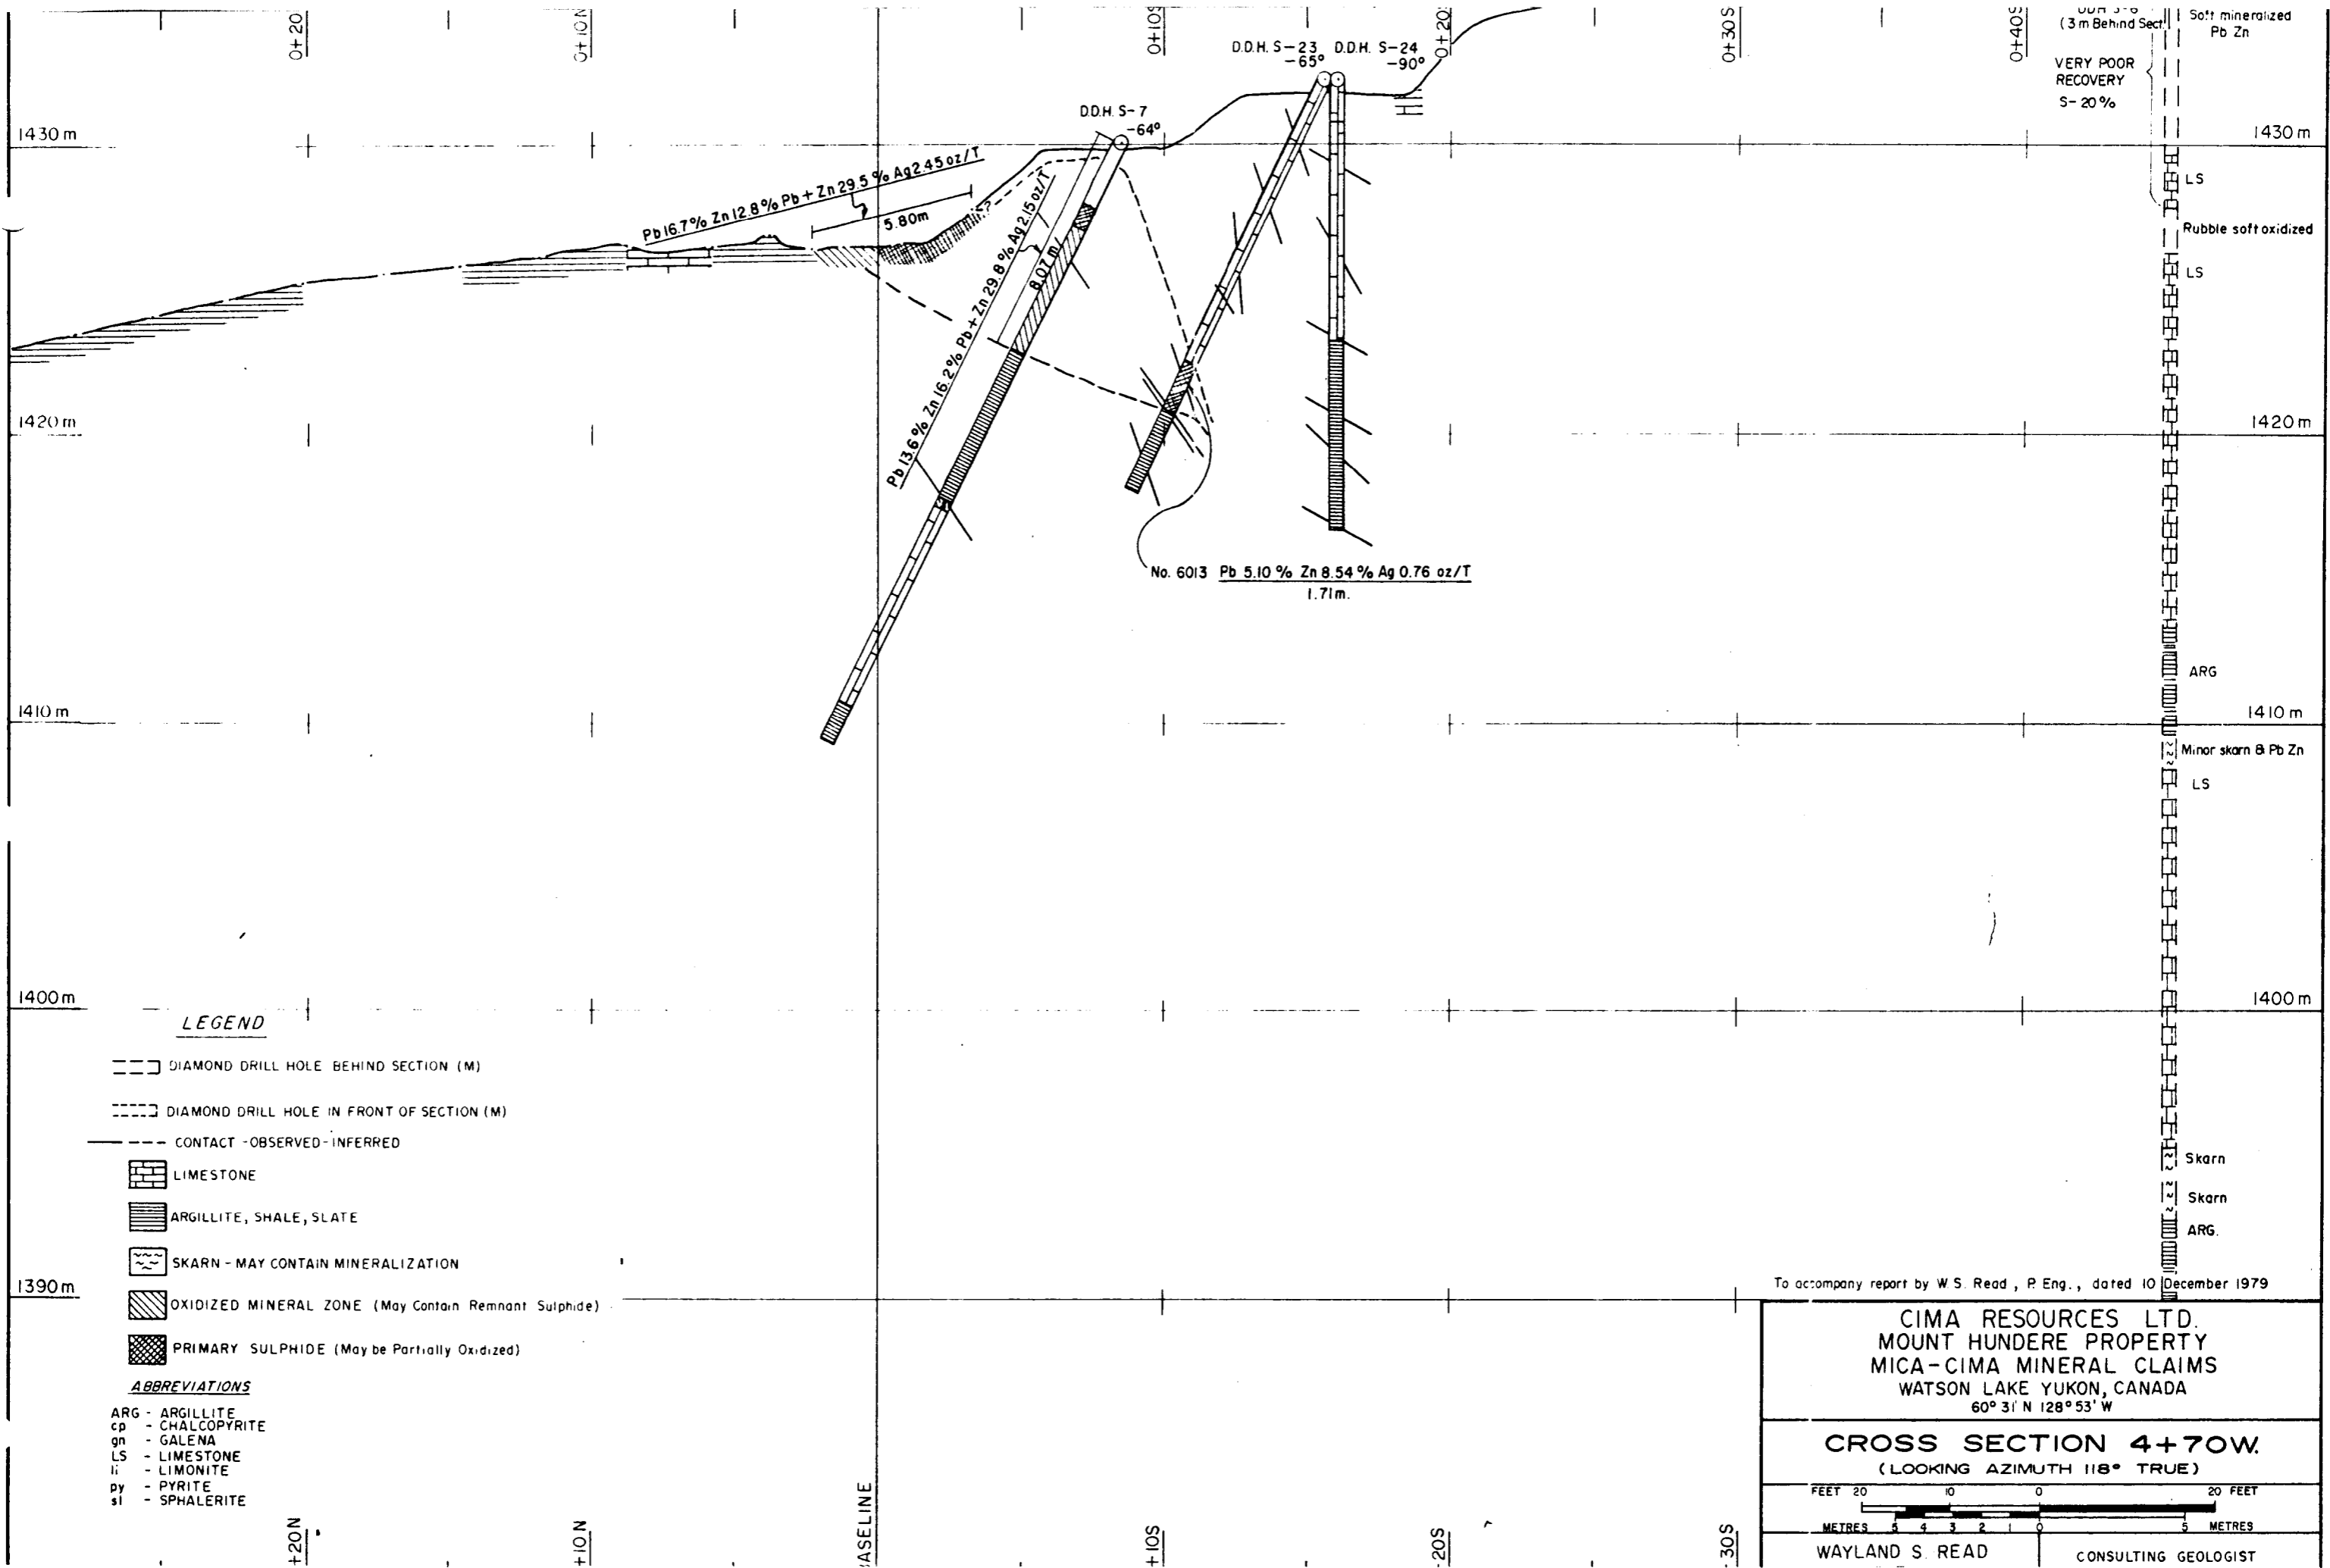 0+20
0+10N
0+10S
0+20
0+30S
0+40S
(3 m Behind Sect
Soft mineralized
Pb Zn
VERY POOR
RECOVERY
S- 20%
D.D.H. S-23
-65°
D.D.H. S-24
-90°
D.D.H. S-7
-64°
1430 m
1430 m
Pb 16.7% Zn 12.8% Pb + Zn 29.5% Ag 2.45 oz/T
5.80m
Pb 13.6% Zn 16.2% Pb + Zn 29.8% Ag 2.15 oz/T
8.07 m
LS
Rubble soft oxidized
LS
1420 m
1420 m
No. 6013 Pb 5.10 % Zn 8.54 % Ag 0.76 oz/T
1.71m.
ARG
1410 m
1410 m
Minor skarn & Pb Zn
LS
1400 m
1400 m
LEGEND
DIAMOND DRILL HOLE BEHIND SECTION (M)
DIAMOND DRILL HOLE IN FRONT OF SECTION (M)
CONTACT -OBSERVED-INFERRED
LIMESTONE
ARGILLITE, SHALE, SLATE
SKARN - MAY CONTAIN MINERALIZATION
OXIDIZED MINERAL ZONE (May Contain Remnant Sulphide)
PRIMARY SULPHIDE (May be Partially Oxidized)
ABBREVIATIONS
ARG - ARGILLITE
cp - CHALCOPYRITE
gn - GALENA
LS - LIMESTONE
li - LIMONITE
py - PYRITE
sl - SPHALERITE
1390 m
Skarn
Skarn
ARG.
To accompany report by W.S. Read, P. Eng., dated 10 December 1979
CIMA RESOURCES LTD.
MOUNT HUNDERE PROPERTY
MICA-CIMA MINERAL CLAIMS
WATSON LAKE YUKON, CANADA
60° 31' N 128° 53' W
CROSS SECTION 4+70W.
(LOOKING AZIMUTH 118° TRUE)
FEET 20 10 0 20 FEET
METRES 5 4 3 2 1 0 5 METRES
WAYLAND S. READ
CONSULTING GEOLOGIST
+20N
+10N
BASELINE
+10S
-20S
30S